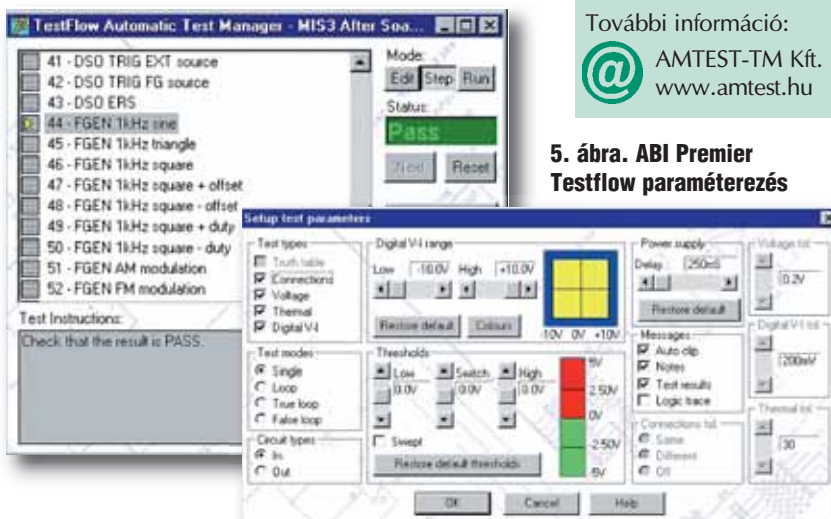 TestFlow Automatic Test Manager - MIS3 After Soa...
41 - DSO TRIG EXT source
42 - DSO TRIG FG source
43 - DSO ERS
44 - FGEN 1kHz sine
45 - FGEN 1kHz triangle
46 - FGEN 1kHz square
47 - FGEN 1kHz square + offset
48 - FGEN 1kHz square - offset
49 - FGEN 1kHz square + duty
50 - FGEN 1kHz square - duty
51 - FGEN AM modulation
52 - FGEN FM modulation
Mode:
Edit Step Run
Status:
Pass
Next Reset
Test Instructions:
Check that the result is PASS.
További információ:
@ AMTEST-TM Kft.
www.amtest.hu
5. ábra. ABI Premier
Testflow paraméterezés
Setup test parameters
Test types
Truth table
Connections
Voltage
Thermal
Digital V-I
Test modes
Single
Loop
True loop
False loop
Circuit types
In
Out
Digital V-I range
Low -10.0V High +10.0V
Restore default Colours
-10V 0V +10V
Thresholds
Low Switch High
0.0V 0.0V 0.0V
Swept
Restore default thresholds
5V
2.50V
0V
-2.50V
-5V
Power supply
Delay 250mS
Restore default
Messages
Auto clip
Notes
Test results
Logic trace
Connections tol.
Same
Different
Off
Voltage tol.
0.2V
Digital V-I tol.
200mV
Thermal tol.
30
OK Cancel Help